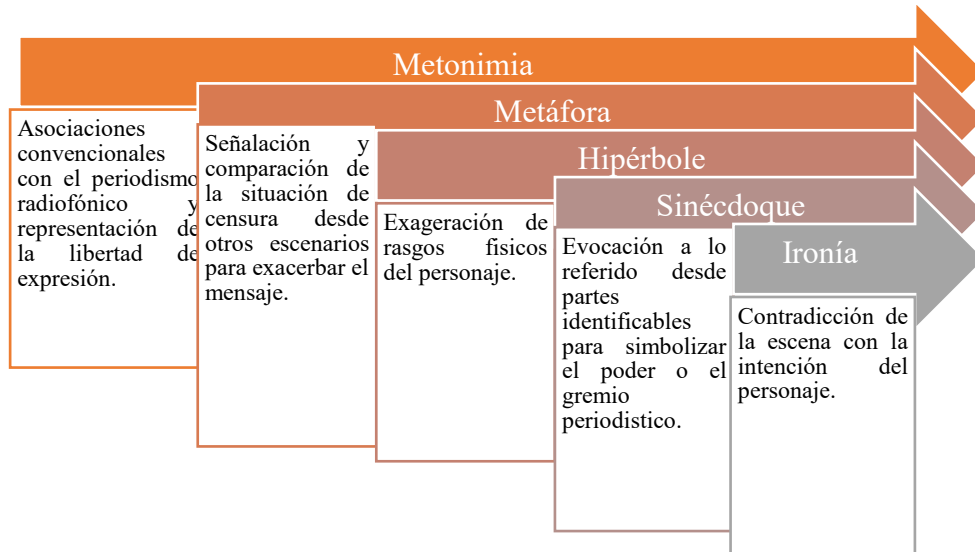 Metonimia
Asociaciones
convencionales
con el periodismo
radiofónico y
representación de
la libertad de
expresión.
Metáfora
Señalación y
comparación de
la situación de
censura desde
otros escenarios
para exacerbar el
mensaje.
Hipérbole
Exageración de
rasgos fisicos
del personaje.
Sinécdoque
Evocación a lo
referido desde
partes
identificables
para simbolizar
el poder o el
gremio
periodistico.
Ironía
Contradicción de
la escena con la
intención del
personaje.